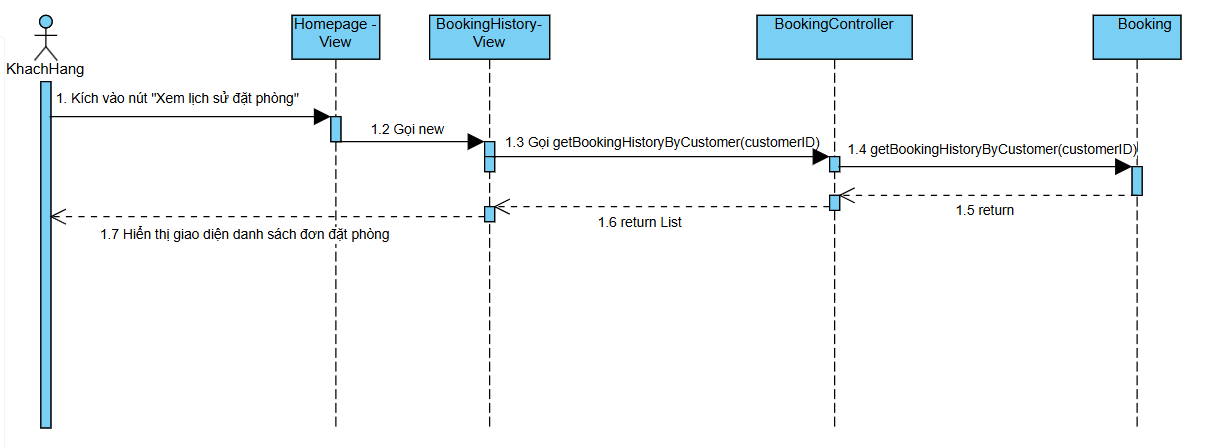 Homepage -
View
BookingHistory-
View
BookingController
Booking
KhachHang
1. Kích vào nút "Xem lịch sử đặt phòng"
1.2 Gọi new
1.3 Gọi getBookingHistoryByCustomer(customerID)
1.4 getBookingHistoryByCustomer(customerID)
1.5 return
1.6 return List
1.7 Hiển thị giao diện danh sách đơn đặt phòng